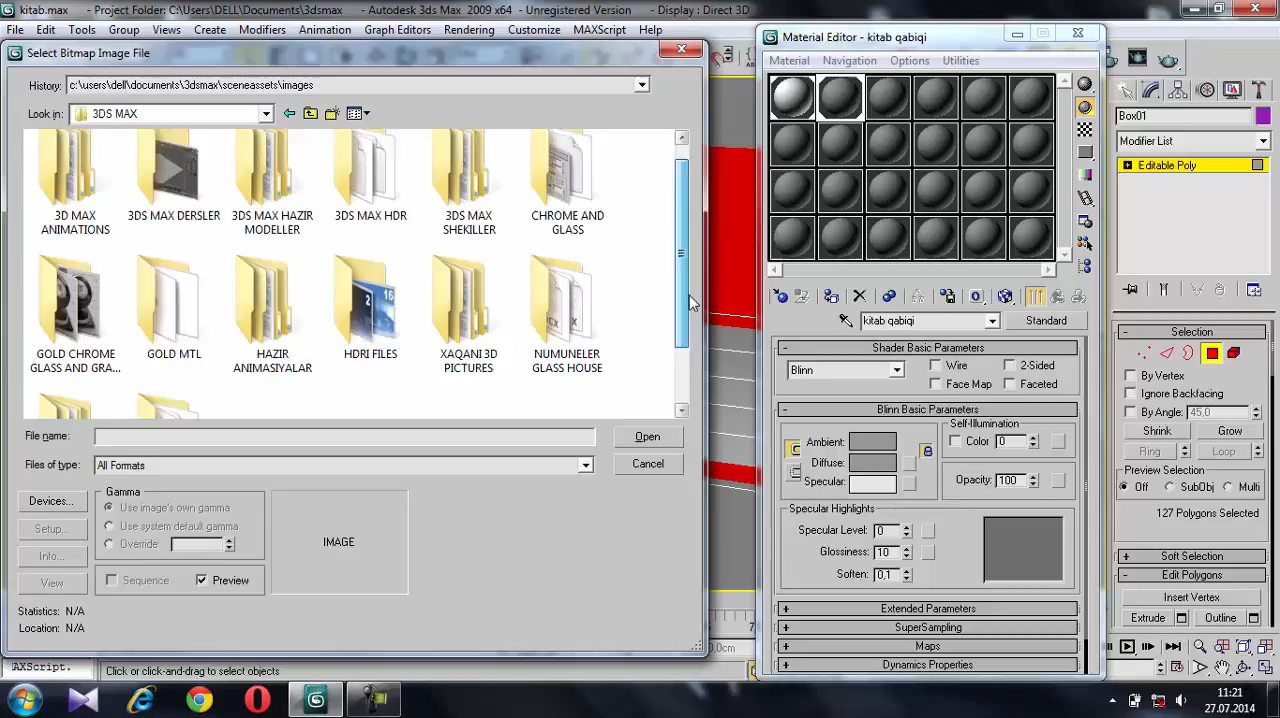 kitab.max - Project Folder: C:\Users\DELL\Documents\3dsmax - Autodesk 3ds Max 2009 x64 - Unregistered Version - Display : Direct 3D
File Edit Tools Group Views Create Modifiers Animation Graph Editors Rendering Customize MAXScript Help
Select Bitmap Image File
History: c:\users\dell\documents\3dsmax\sceneassets\images
Look in: 3DS MAX
3D MAX ANIMATIONS
3DS MAX DERSLER
3DS MAX HAZIR MODELLER
3DS MAX HDR
3DS MAX SHEKILLER
CHROME AND GLASS
GOLD CHROME GLASS AND GRA...
GOLD MTL
HAZIR ANIMASIYALAR
HDRI FILES
XAQANI 3D PICTURES
NUMUNELER GLASS HOUSE
File name:
Open
Files of type: All Formats
Cancel
Devices...
Setup...
Info...
View
Gamma
Use image's own gamma
Use system default gamma
Override
Sequence
Preview
IMAGE
Statistics: N/A
Location: N/A
AXScript.
Click or click-and-drag to select objects
0,0cm
Material Editor - kitab qabiqi
Material Navigation Options Utilities
kitab qabiqi
Standard
Shader Basic Parameters
Blinn
Wire
2-Sided
Face Map
Faceted
Blinn Basic Parameters
Self-Illumination
Ambient:
Color 0
Diffuse:
Specular:
Opacity: 100
Specular Highlights
Specular Level: 0
Glossiness: 10
Soften: 0,1
Extended Parameters
SuperSampling
Maps
Dynamics Properties
Box01
Modifier List
Editable Poly
Selection
By Vertex
Ignore Backfacing
By Angle: 45,0
Shrink
Grow
Ring
Loop
Preview Selection
Off
SubObj
Multi
127 Polygons Selected
Soft Selection
Edit Polygons
Insert Vertex
Extrude
Outline
11:21
27.07.2014